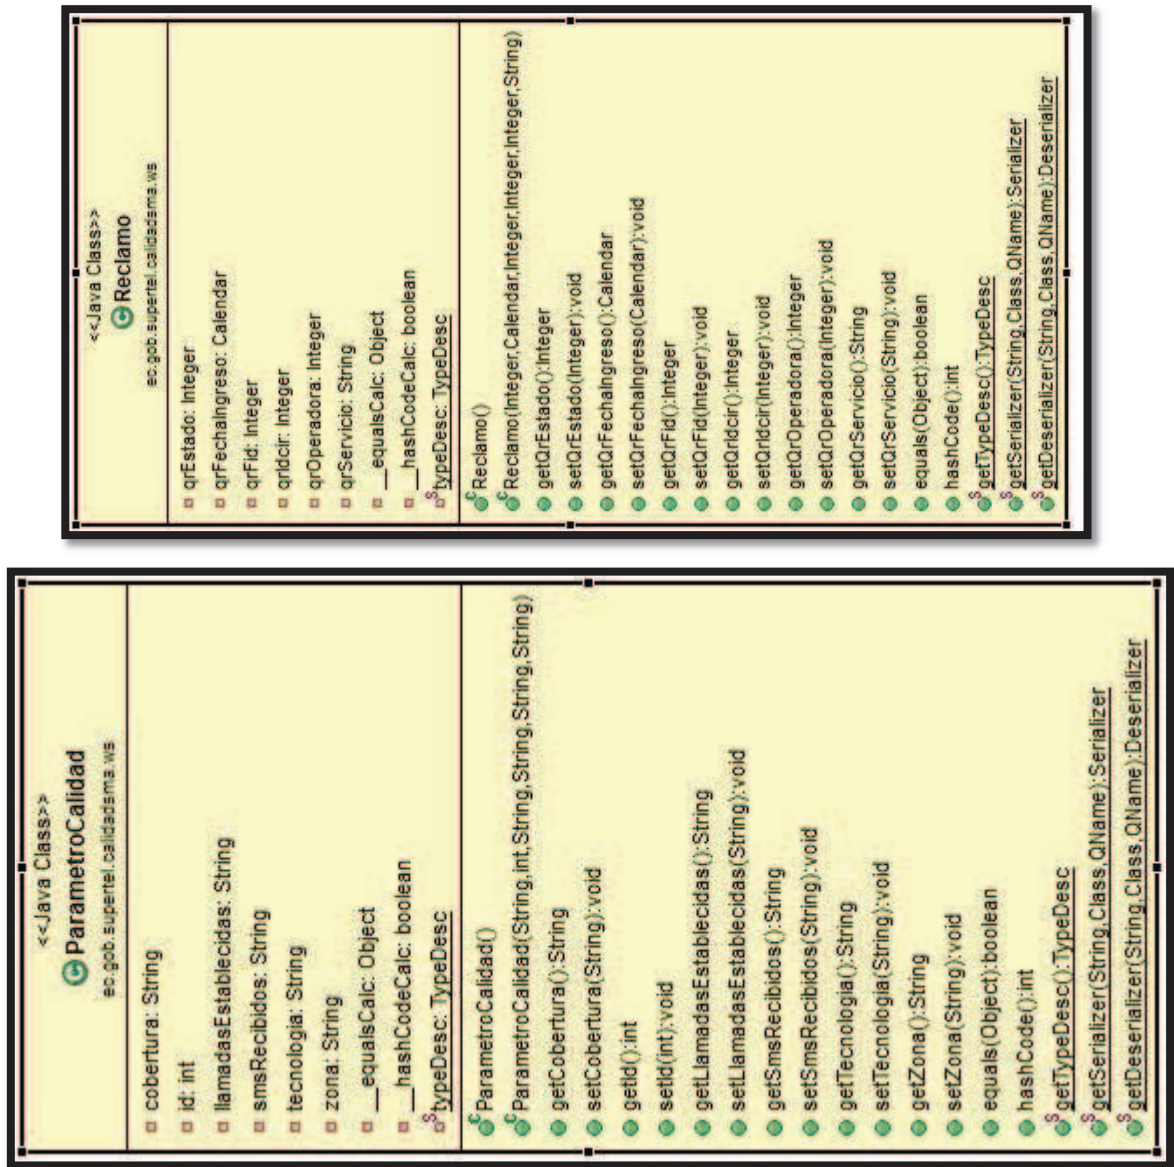 <<Java Class>>
Reclamo
ec.gob.supertel.calidadsma.ws
qrEstado: Integer
qrFechaIngreso: Calendar
qrFid: Integer
qrIdcir: Integer
qrOperadora: Integer
qrServicio: String
__equalsCalc: Object
__hashCodeCalc: boolean
typeDesc: TypeDesc
Reclamo()
Reclamo(Integer,Calendar,Integer,Integer,Integer,String)
getQrEstado():Integer
setQrEstado(Integer):void
getQrFechaIngreso():Calendar
setQrFechaIngreso(Calendar):void
getQrFid():Integer
setQrFid(Integer):void
getQrIdcir():Integer
setQrIdcir(Integer):void
getQrOperadora():Integer
setQrOperadora(Integer):void
getQrServicio():String
setQrServicio(String):void
equals(Object):boolean
hashCode():int
getTypeDesc():TypeDesc
getSerializer(String,Class,QName):Serializer
getDeserializer(String,Class,QName):Deserializer
<<Java Class>>
ParametroCalidad
ec.gob.supertel.calidadsma.ws
cobertura: String
id: int
llamadasEstablecidas: String
smsRecibidos: String
tecnologia: String
zona: String
__equalsCalc: Object
__hashCodeCalc: boolean
typeDesc: TypeDesc
ParametroCalidad()
ParametroCalidad(String,int,String,String,String,String)
getCobertura():String
setCobertura(String):void
getId():int
setId(int):void
getLlamadasEstablecidas():String
setLlamadasEstablecidas(String):void
getSmsRecibidos():String
setSmsRecibidos(String):void
getTecnologia():String
setTecnologia(String):void
getZona():String
setZona(String):void
equals(Object):boolean
hashCode():int
getTypeDesc():TypeDesc
getSerializer(String,Class,QName):Serializer
getDeserializer(String,Class,QName):Deserializer